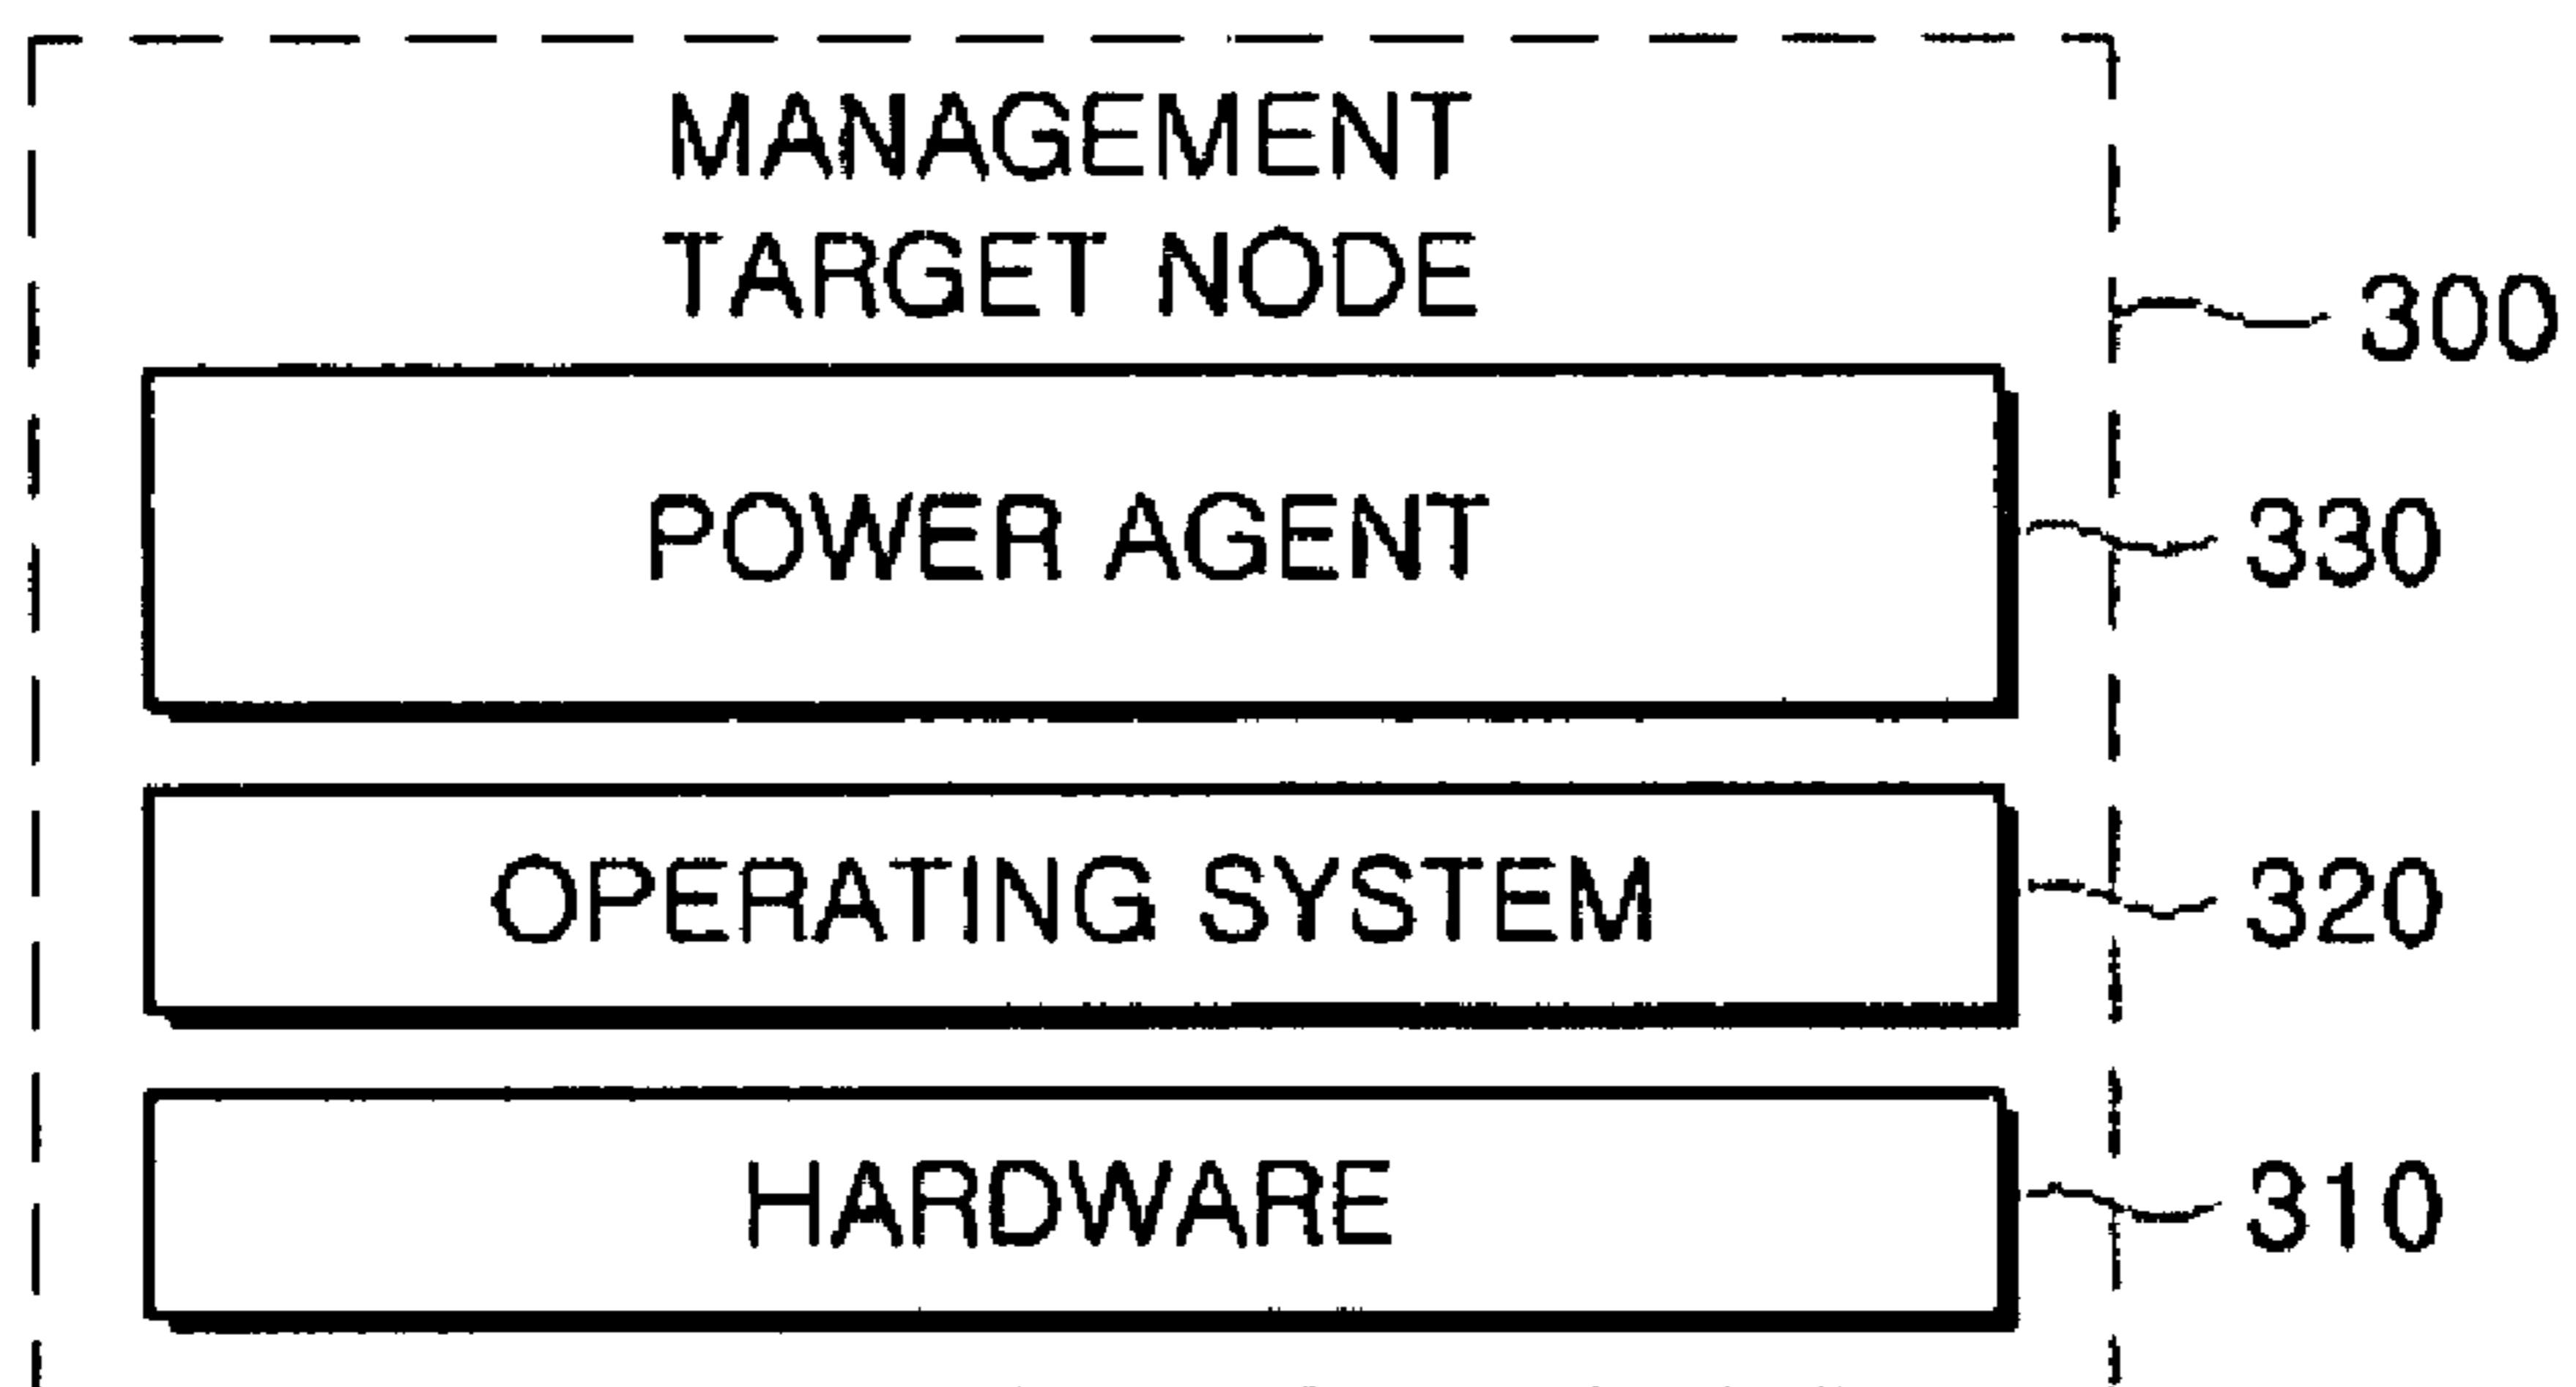 MANAGEMENT
TARGET NODE
300
POWER AGENT
330
OPERATING SYSTEM
320
HARDWARE
310